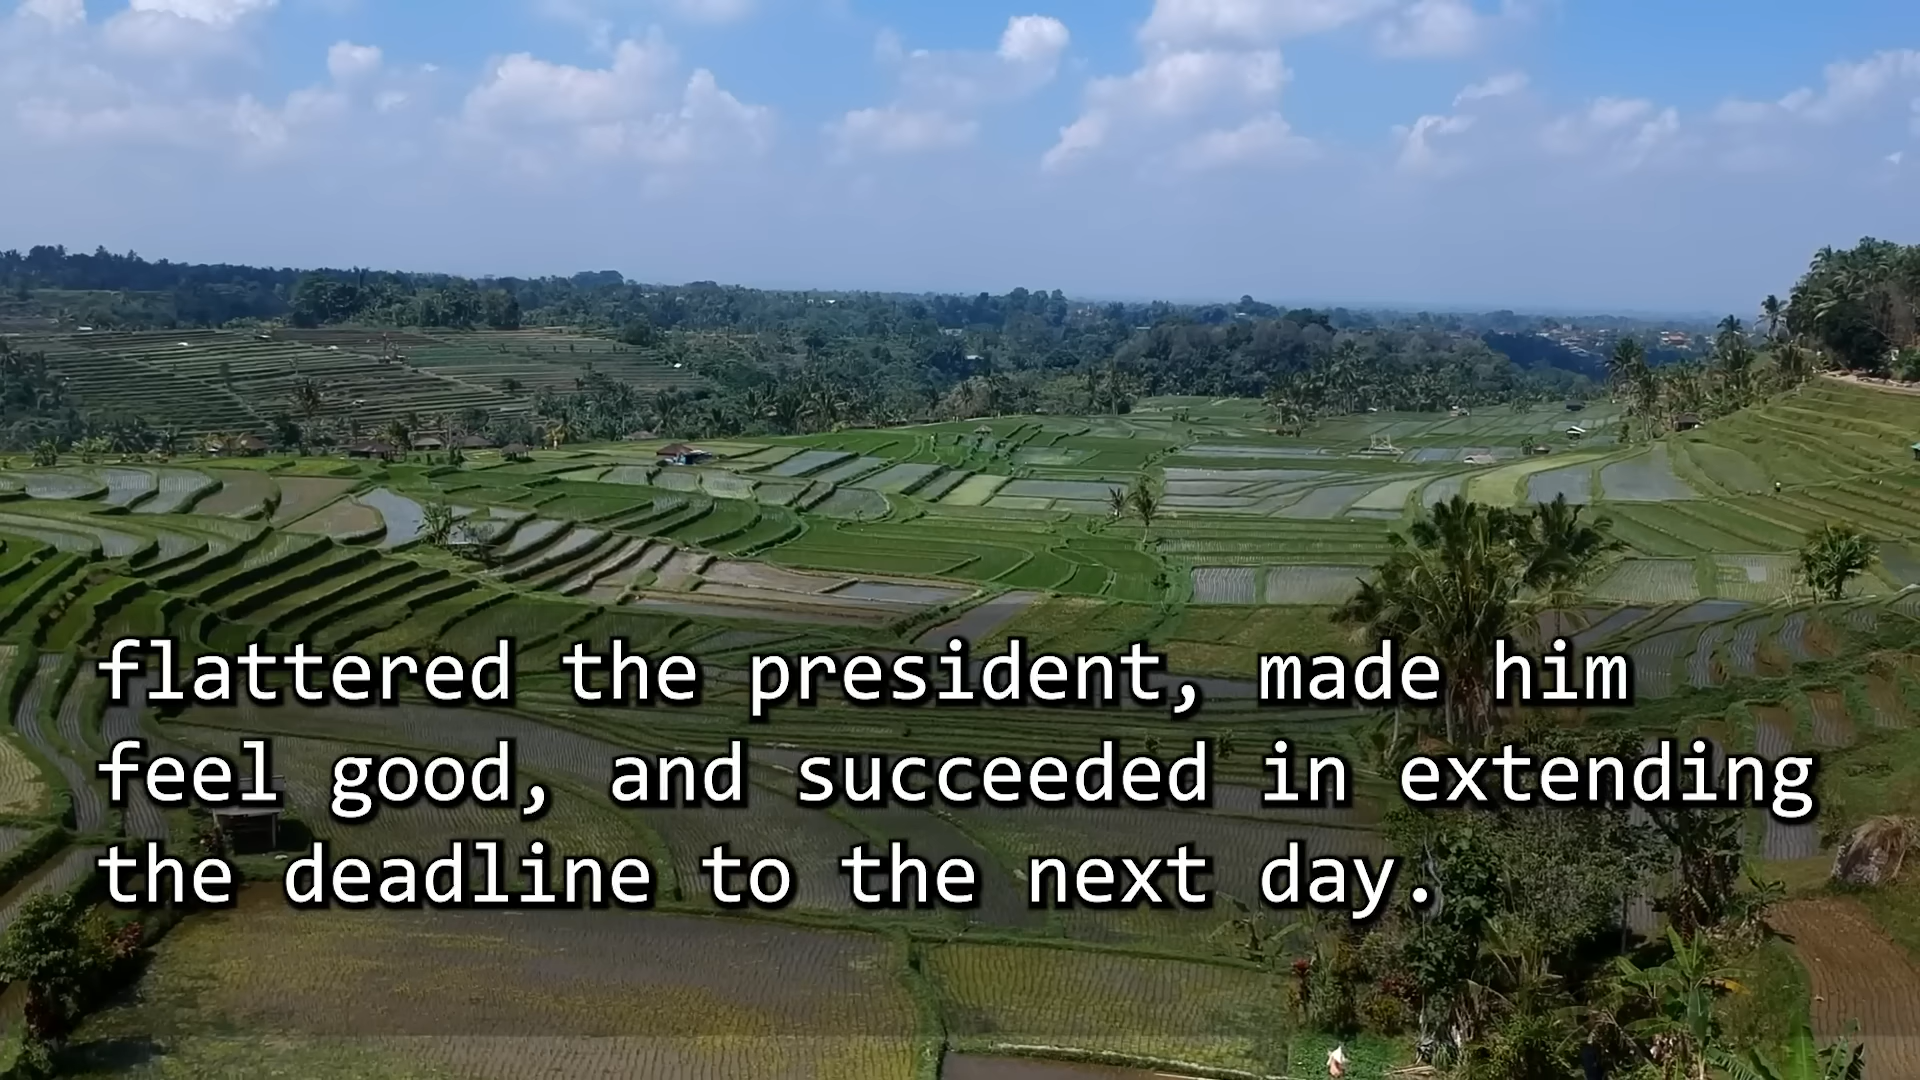 flattered the president, made him
feel good, and succeeded in extending
the deadline to the next day.